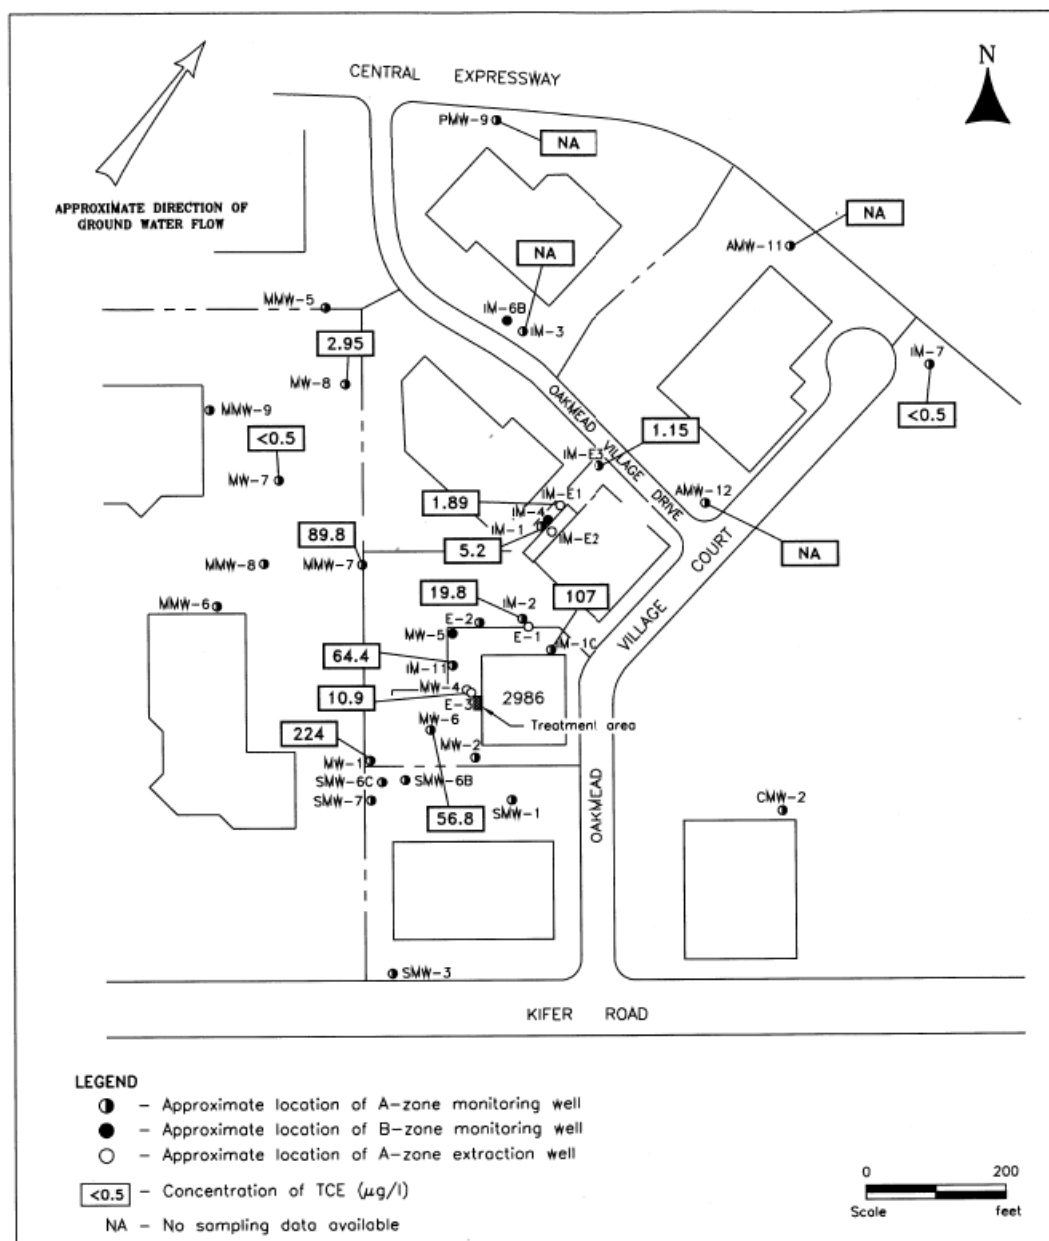 CENTRAL EXPRESSWAY
N
PMW-9
NA
APPROXIMATE DIRECTION OF
GROUND WATER FLOW
NA
AMW-11
NA
MMW-5
IM-6B
IM-3
2.95
IM-7
MW-8
MMW-9
<0.5
<0.5
OAKMEAD VILLAGE DRIVE
1.15
IM-E3
MW-7
AMW-12
1.89
IM-E1
IM-4
IM-1
IM-E2
89.8
5.2
NA
MMW-8
MMW-7
107
MMW-6
19.8
IM-2
E-2
E-1
MW-5
IM-1C
64.4
IM-11
MW-4
10.9
E-3
2986
Treatment area
MW-6
224
MW-2
MW-1
SMW-6C
SMW-6B
SMW-7
56.8
SMW-1
CMW-2
OAKMEAD VILLAGE COURT
SMW-3
KIFER ROAD
LEGEND
– Approximate location of A-zone monitoring well
– Approximate location of B-zone monitoring well
– Approximate location of A-zone extraction well
<0.5 – Concentration of TCE (μg/l)
NA – No sampling data available
0 200
Scale feet